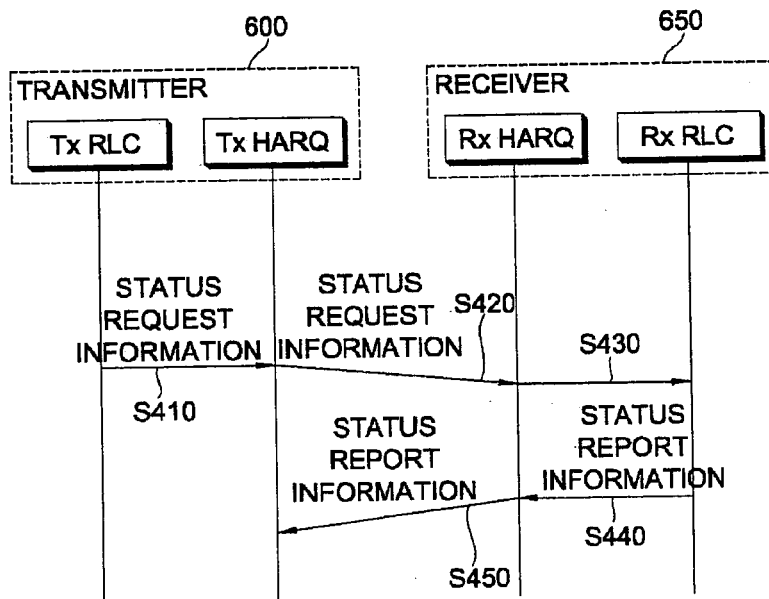 600
650
TRANSMITTER
RECEIVER
Tx RLC
Tx HARQ
Rx HARQ
Rx RLC
STATUS
REQUEST
INFORMATION
S410
STATUS
REQUEST
INFORMATION
S420
S430
STATUS
REPORT
INFORMATION
S440
STATUS
REPORT
INFORMATION
S450